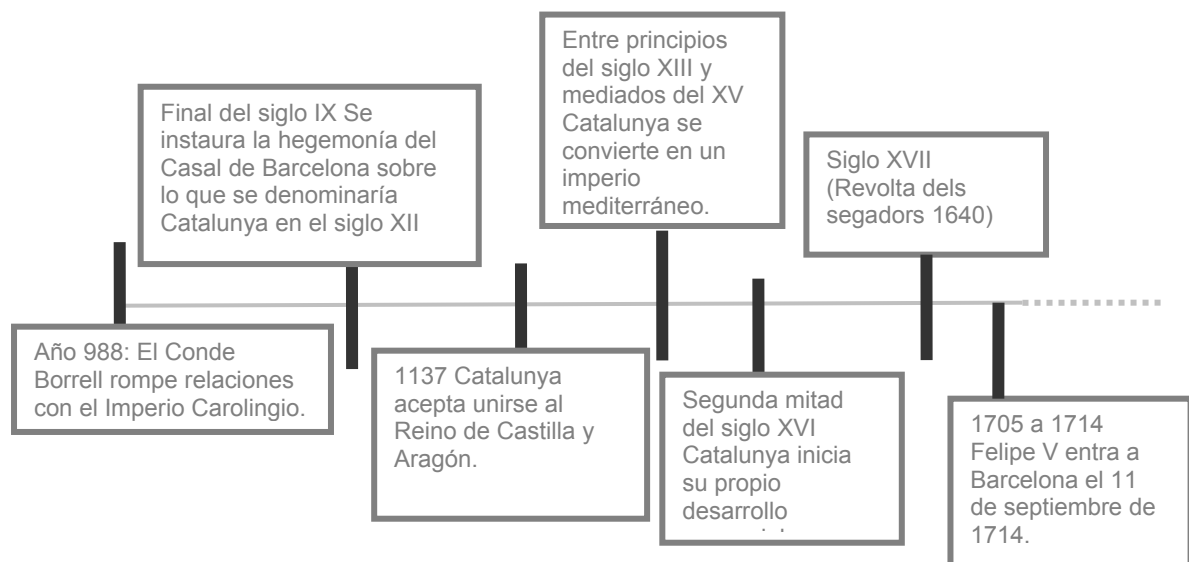 Año 988: El Conde
Borrell rompe relaciones
con el Imperio Carolingio.
Final del siglo IX Se
instaura la hegemonía del
Casal de Barcelona sobre
lo que se denominaría
Catalunya en el siglo XII
1137 Catalunya
acepta unirse al
Reino de Castilla y
Aragón.
Entre principios
del siglo XIII y
mediados del XV
Catalunya se
convierte en un
imperio
mediterráneo.
Segunda mitad
del siglo XVI
Catalunya inicia
su propio
desarrollo
Siglo XVII
(Revolta dels
segadors 1640)
1705 a 1714
Felipe V entra a
Barcelona el 11
de septiembre de
1714.